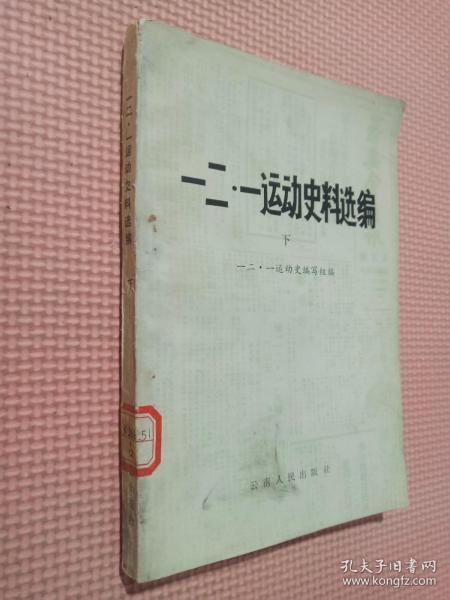 一二·一运动史料选编
下
一二·一运动史编写组编
云南人民出版社
一二·一运动史料选编
下
51
孔夫子旧书网
www.kongfz.com